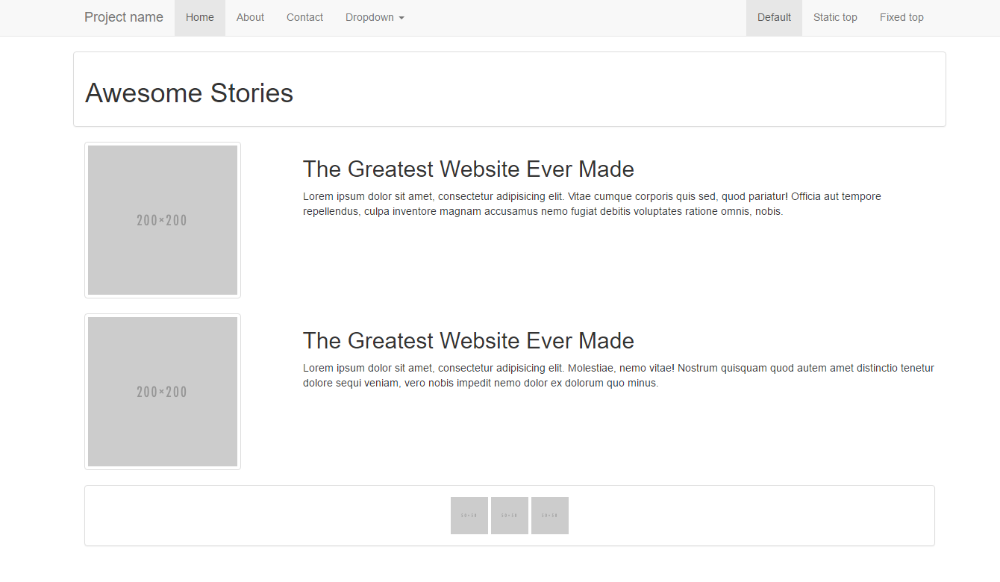 Project name Home About Contact Dropdown Default Static top Fixed top
Awesome Stories
200×200
The Greatest Website Ever Made
Lorem ipsum dolor sit amet, consectetur adipisicing elit. Vitae cumque corporis quis sed, quod pariatur! Officia aut tempore
repellendus, culpa inventore magnam accusamus nemo fugiat debitis voluptates ratione omnis, nobis.
200×200
The Greatest Website Ever Made
Lorem ipsum dolor sit amet, consectetur adipisicing elit. Molestiae, nemo vitae! Nostrum quisquam quod autem amet distinctio tenetur
dolore sequi veniam, vero nobis impedit nemo dolor ex dolorum quo minus.
50×50 50×50 50×50